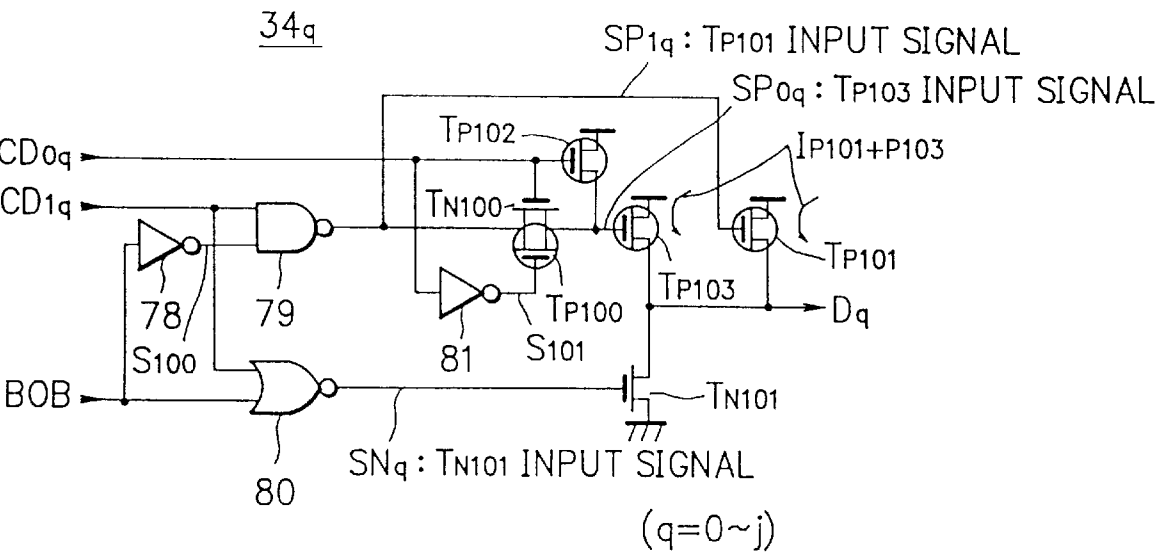 34q
SP1q : TP101 INPUT SIGNAL
SP0q : TP103 INPUT SIGNAL
TP102
IP101+P103
CD0q
CD1q
TN100
TP101
TP103
TP100
78
79
81
S101
Dq
S100
BOB
TN101
80
SNq : TN101 INPUT SIGNAL
(q=0~j)